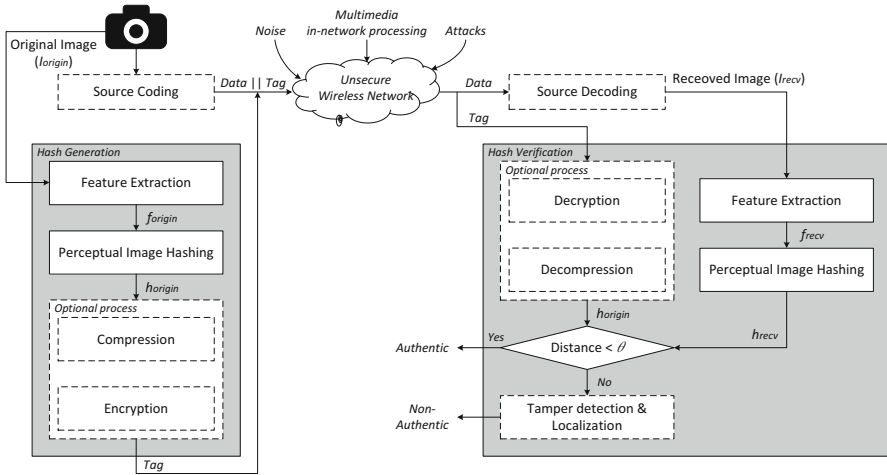 Original Image
(Iorigin)
Source Coding
Data || Tag
Noise
Multimedia
in-network processing
Attacks
Unsecure
Wireless Network
Data
Tag
Source Decoding
Receoved Image (Irecv)
Hash Generation
Feature Extraction
forigin
Perceptual Image Hashing
horigin
Optional process
Compression
Encryption
Tag
Hash Verification
Optional process
Decryption
Decompression
horigin
Feature Extraction
frecv
Perceptual Image Hashing
hrecv
Distance < θ
Yes
Authentic
No
Tamper detection &
Localization
Non-
Authentic